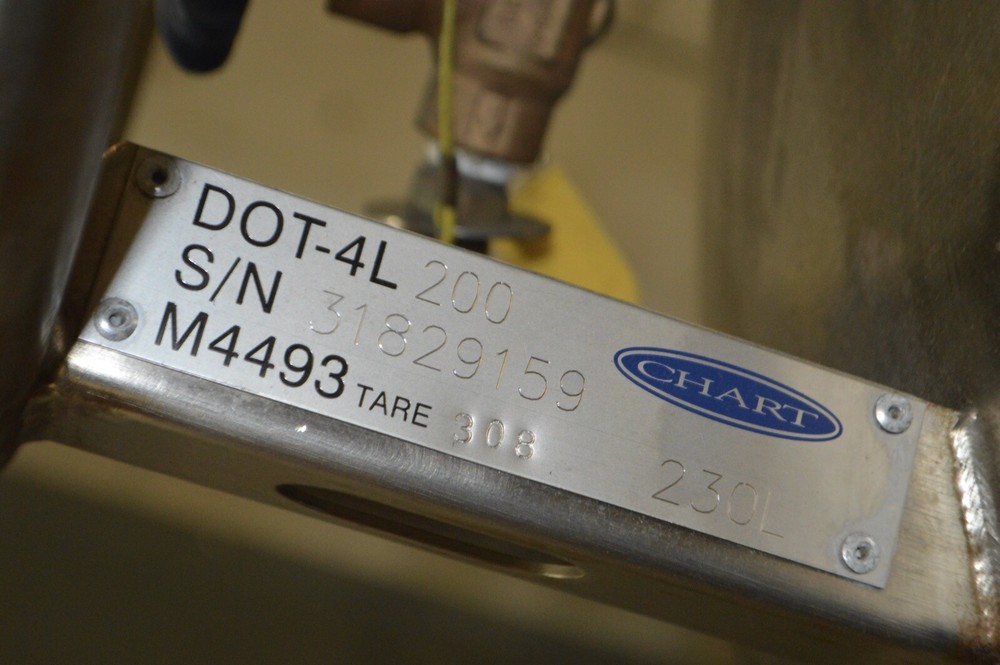 DOT-4L 200
S/N 31829159
M4493 TARE 308
CHART
230L